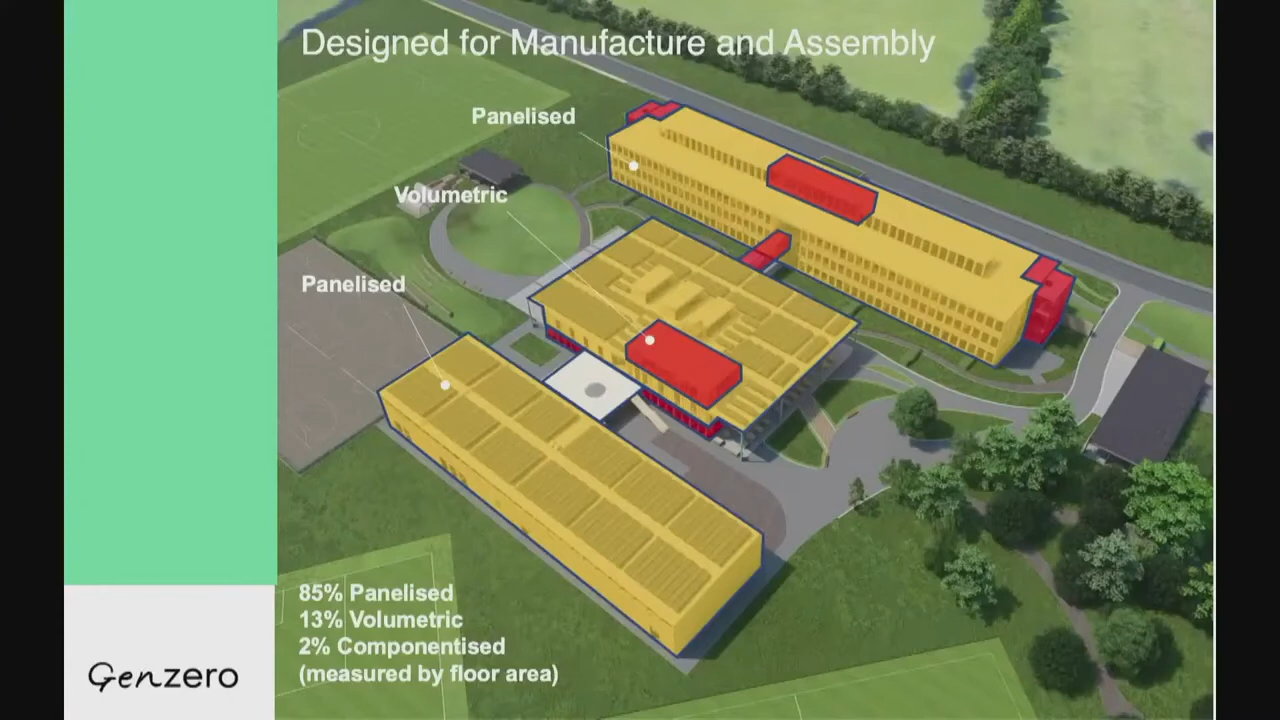 Designed for Manufacture and Assembly
Panelised
Volumetric
Panelised
85% Panelised
13% Volumetric
2% Componentised
(measured by floor area)
Genzero